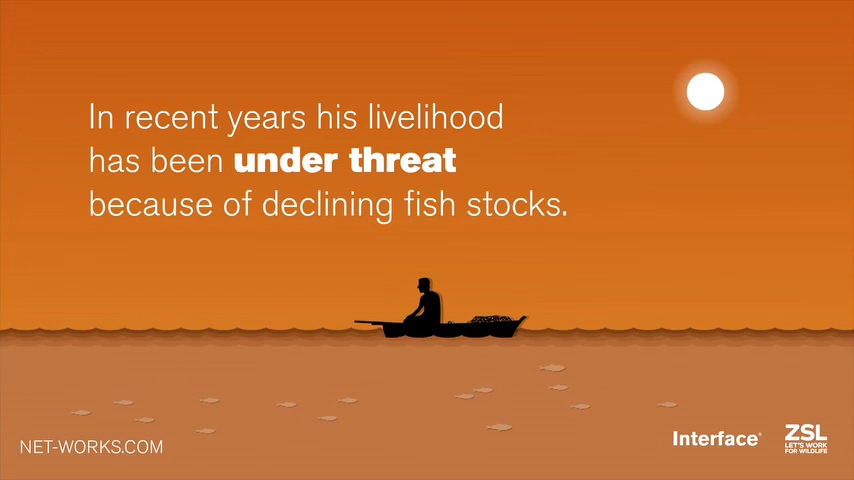 In recent years his livelihood
has been under threat
because of declining fish stocks.
NET-WORKS.COM
Interface®
ZSL
LET'S WORK
FOR WILDLIFE